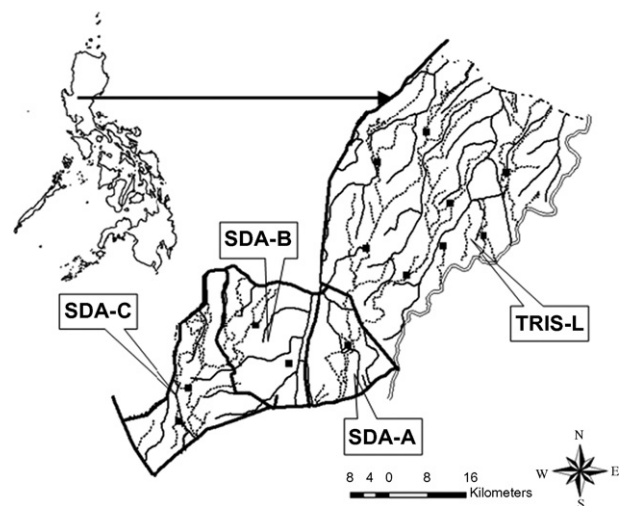 SDA-B
SDA-C
TRIS-L
SDA-A
N
W E
S
8 4 0 8 16
Kilometers